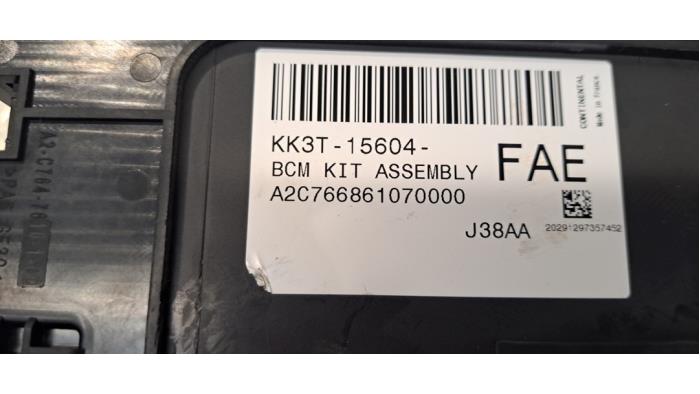 KK3T-15604-
BCM KIT ASSEMBLY
FAE
A2C766861070000
J38AA
20291297357452
CONTINENTAL
Made in France